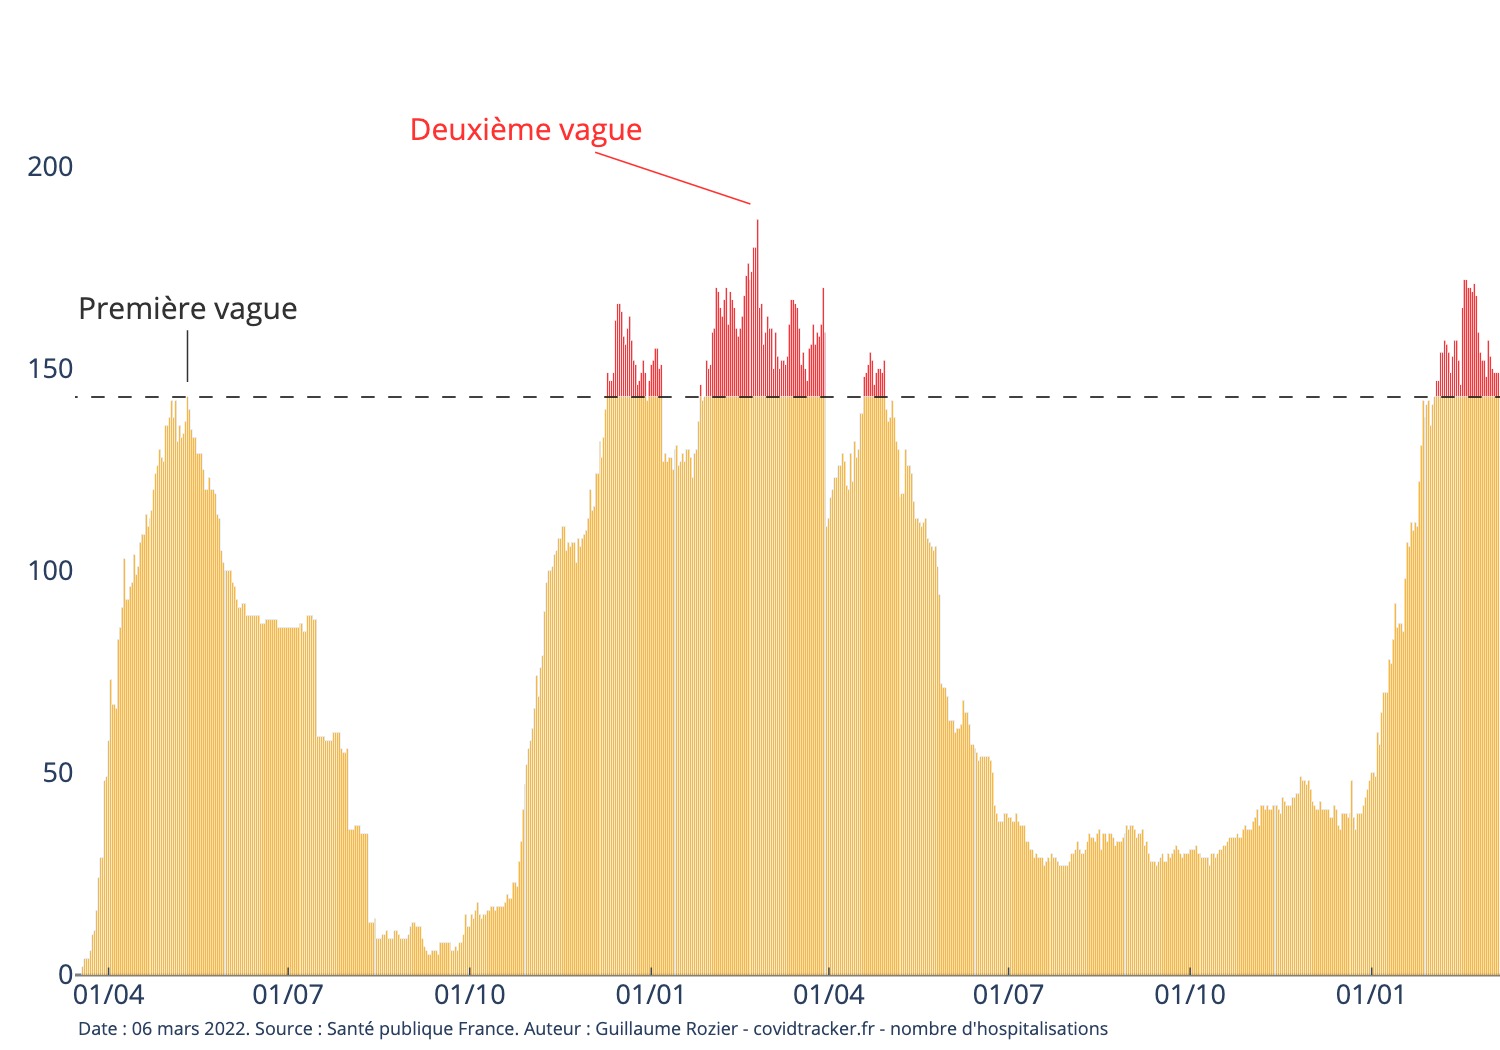 Deuxième vague
200
Première vague
150
100
50
0
01/04 01/07 01/10 01/01 01/04 01/07 01/10 01/01
Date : 06 mars 2022. Source : Santé publique France. Auteur : Guillaume Rozier - covidtracker.fr - nombre d'hospitalisations